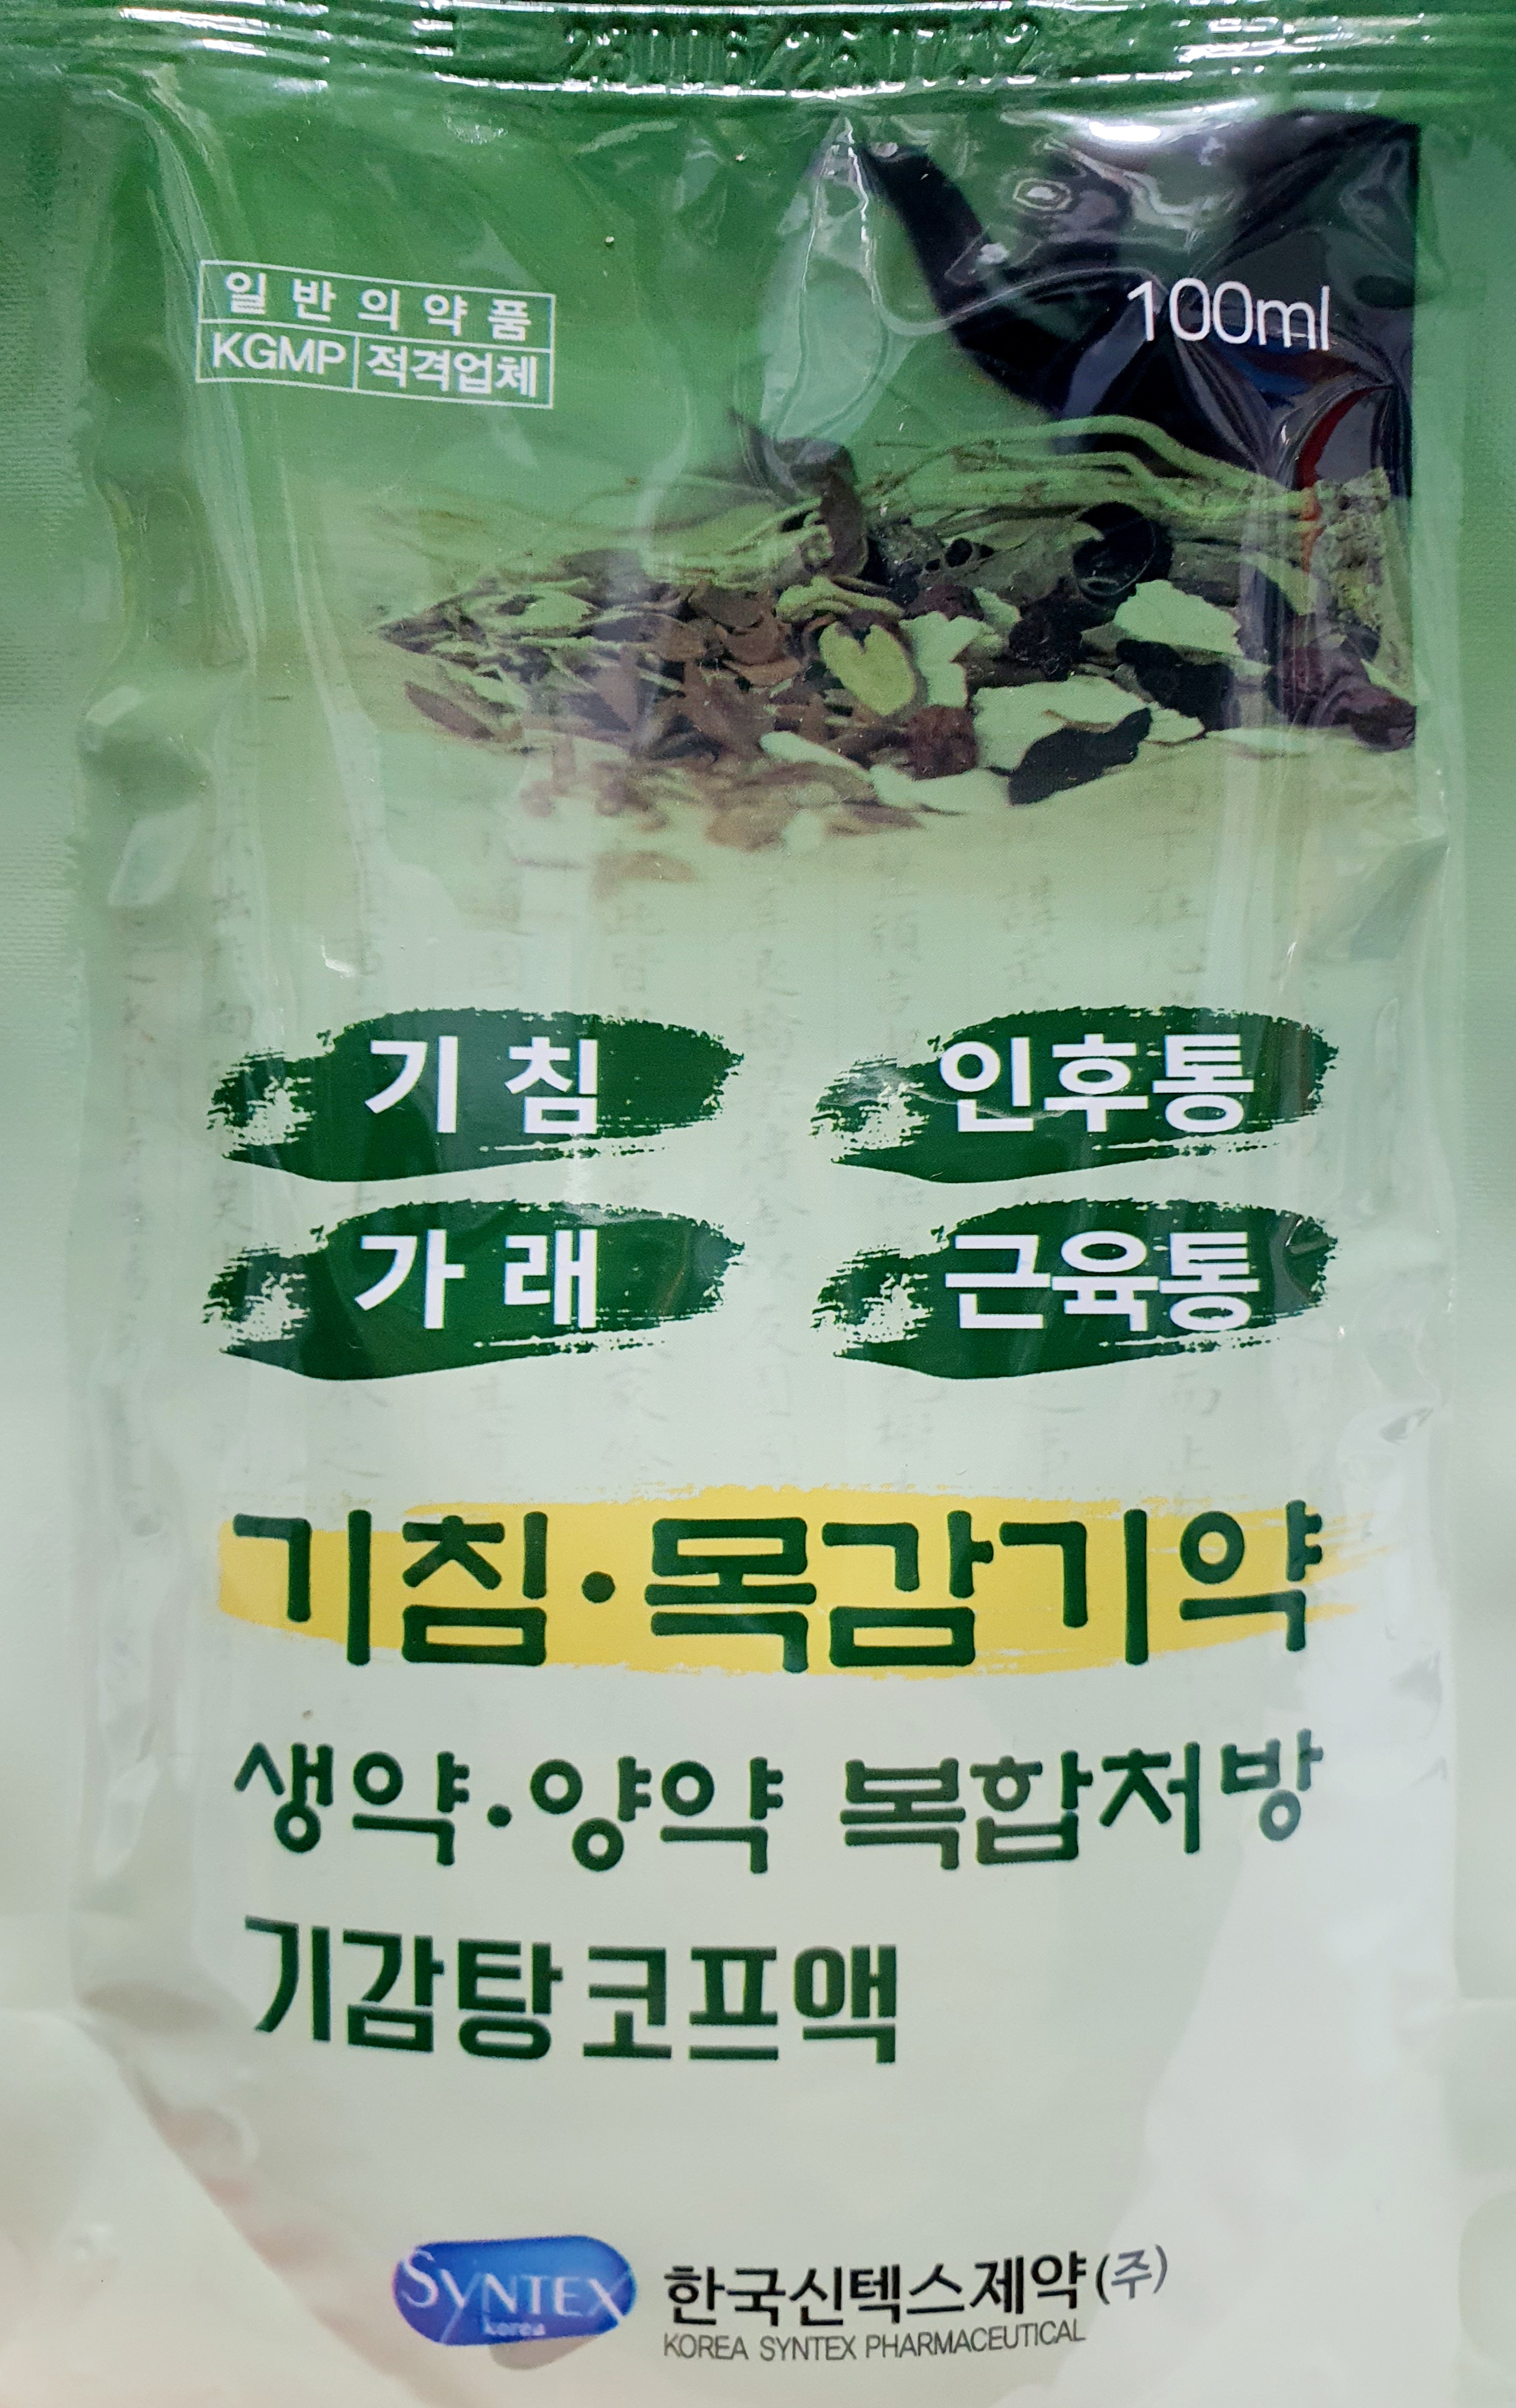 일반의약품
KGMP 적격업체
100ml
기침 인후통
가래 근육통
기침·목감기약
생약·양약 복합처방
기감탕코프액
SYNTEX
korea
한국신텍스제약(주)
KOREA SYNTEX PHARMACEUTICAL